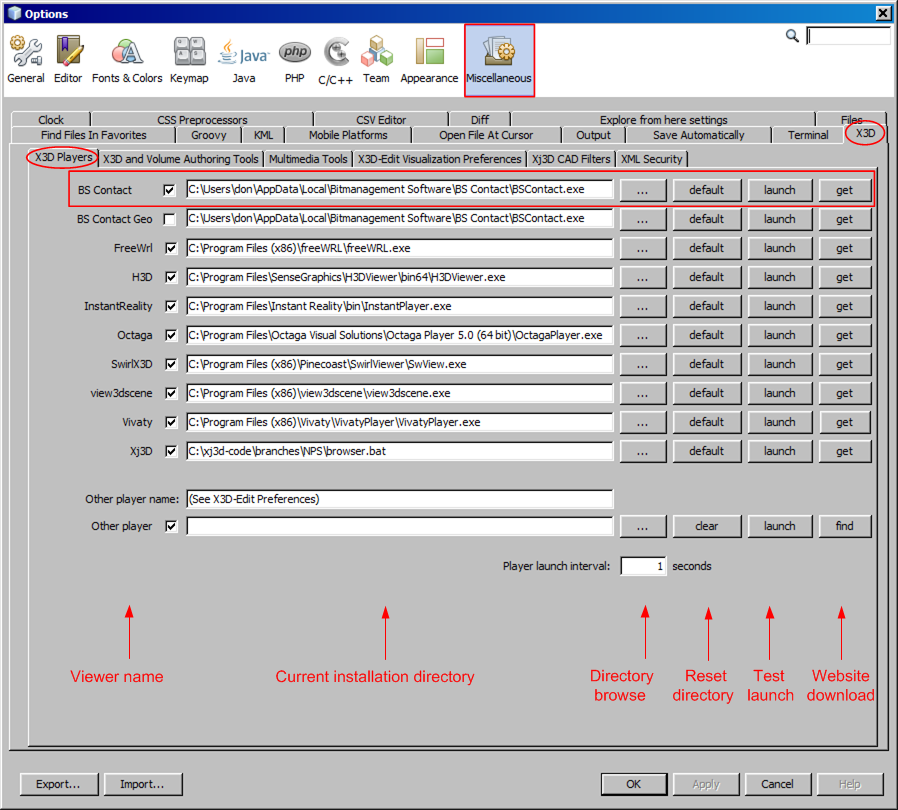 Options
General Editor Fonts & Colors Keymap Java PHP C/C++ Team Appearance Miscellaneous
Clock CSS Preprocessors CSV Editor Diff Explore from here settings Files
Find Files In Favorites Groovy KML Mobile Platforms Open File At Cursor Output Save Automatically Terminal X3D
X3D Players X3D and Volume Authoring Tools Multimedia Tools X3D-Edit Visualization Preferences Xj3D CAD Filters XML Security
BS Contact C:\Users\don\AppData\Local\Bitmanagement Software\BS Contact\BSContact.exe ... default launch get
BS Contact Geo C:\Users\don\AppData\Local\Bitmanagement Software\BS Contact\BSContact.exe ... default launch get
FreeWrl C:\Program Files (x86)\freeWRL\freeWRL.exe ... default launch get
H3D C:\Program Files\SenseGraphics\H3DViewer\bin64\H3DViewer.exe ... default launch get
InstantReality C:\Program Files\Instant Reality\bin\InstantPlayer.exe ... default launch get
Octaga C:\Program Files\Octaga Visual Solutions\Octaga Player 5.0 (64 bit)\OctagaPlayer.exe ... default launch get
SwirlX3D C:\Program Files (x86)\Pinecoast\SwirlViewer\SwView.exe ... default launch get
view3dscene C:\Program Files (x86)\view3dscene\view3dscene.exe ... default launch get
Vivaty C:\Program Files (x86)\Vivaty\VivatyPlayer\VivatyPlayer.exe ... default launch get
Xj3D C:\xj3d-code\branches\NPS\browser.bat ... default launch get
Other player name: (See X3D-Edit Preferences)
Other player ... clear launch find
Player launch interval: 1 seconds
Viewer name Current installation directory Directory browse Reset directory Test launch Website download
Export... Import... OK Apply Cancel Help